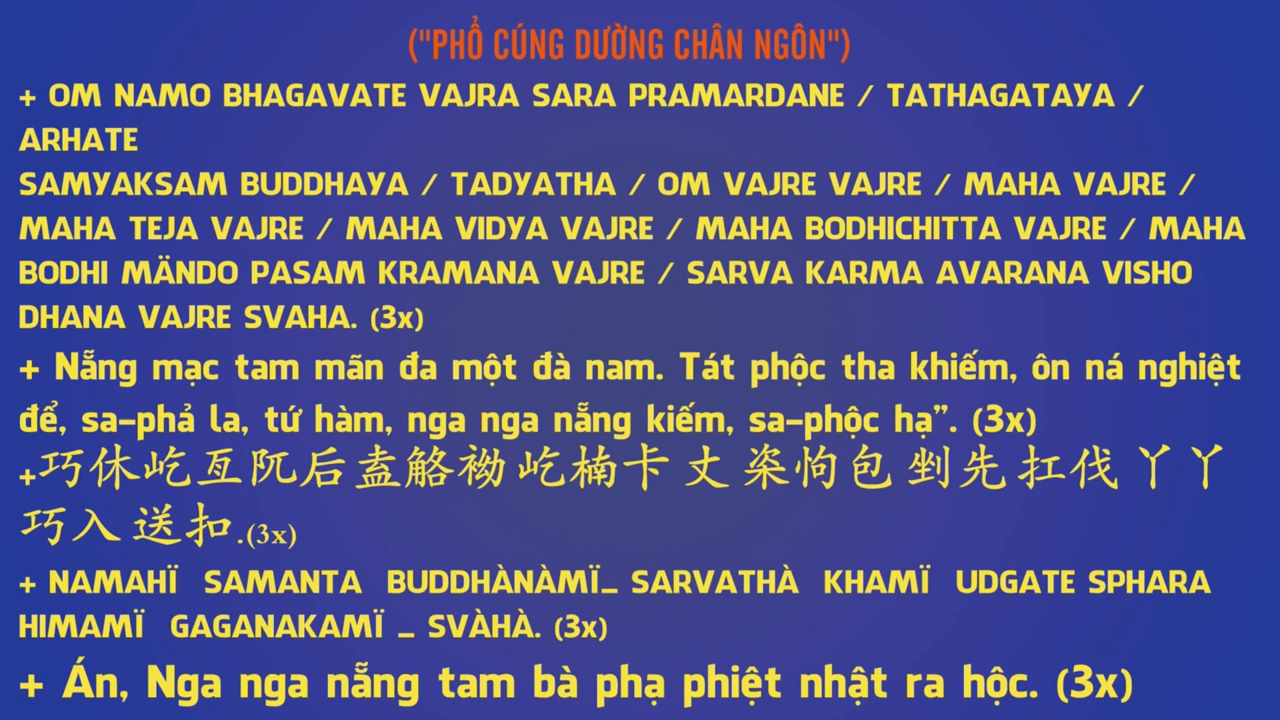 ("PHỔ CÚNG DƯỜNG CHÂN NGÔN")
+ OM NAMO BHAGAVATE VAJRA SARA PRAMARDANE / TATHAGATAYA /
ARHATE
SAMYAKSAM BUDDHAYA / TADYATHA / OM VAJRE VAJRE / MAHA VAJRE /
MAHA TEJA VAJRE / MAHA VIDYA VAJRE / MAHA BODHICHITTA VAJRE / MAHA
BODHI MÄNDO PASAM KRAMANA VAJRE / SARVA KARMA AVARANA VISHO
DHANA VAJRE SVAHA. (3x)
+ Nẵng mạc tam mãn đa một đà nam. Tát phộc tha khiếm, ôn ná nghiệt
để, sa-phả la, tứ hàm, nga nga nẵng kiếm, sa-phộc hạ”. (3x)
+巧休屹亙阢后盍觡袎屹楠卡丈楶怐包剉先扛伐丫丫
巧入送扣.(3x)
+ NAMAHÏ SAMANTA BUDDHÀNÀMÏ_ SARVATHÀ KHAMÏ UDGATE SPHARA
HIMAMÏ GAGANAKAMÏ _ SVÀHÀ. (3x)
+ Án, Nga nga nẵng tam bà phạ phiệt nhật ra hộc. (3x)